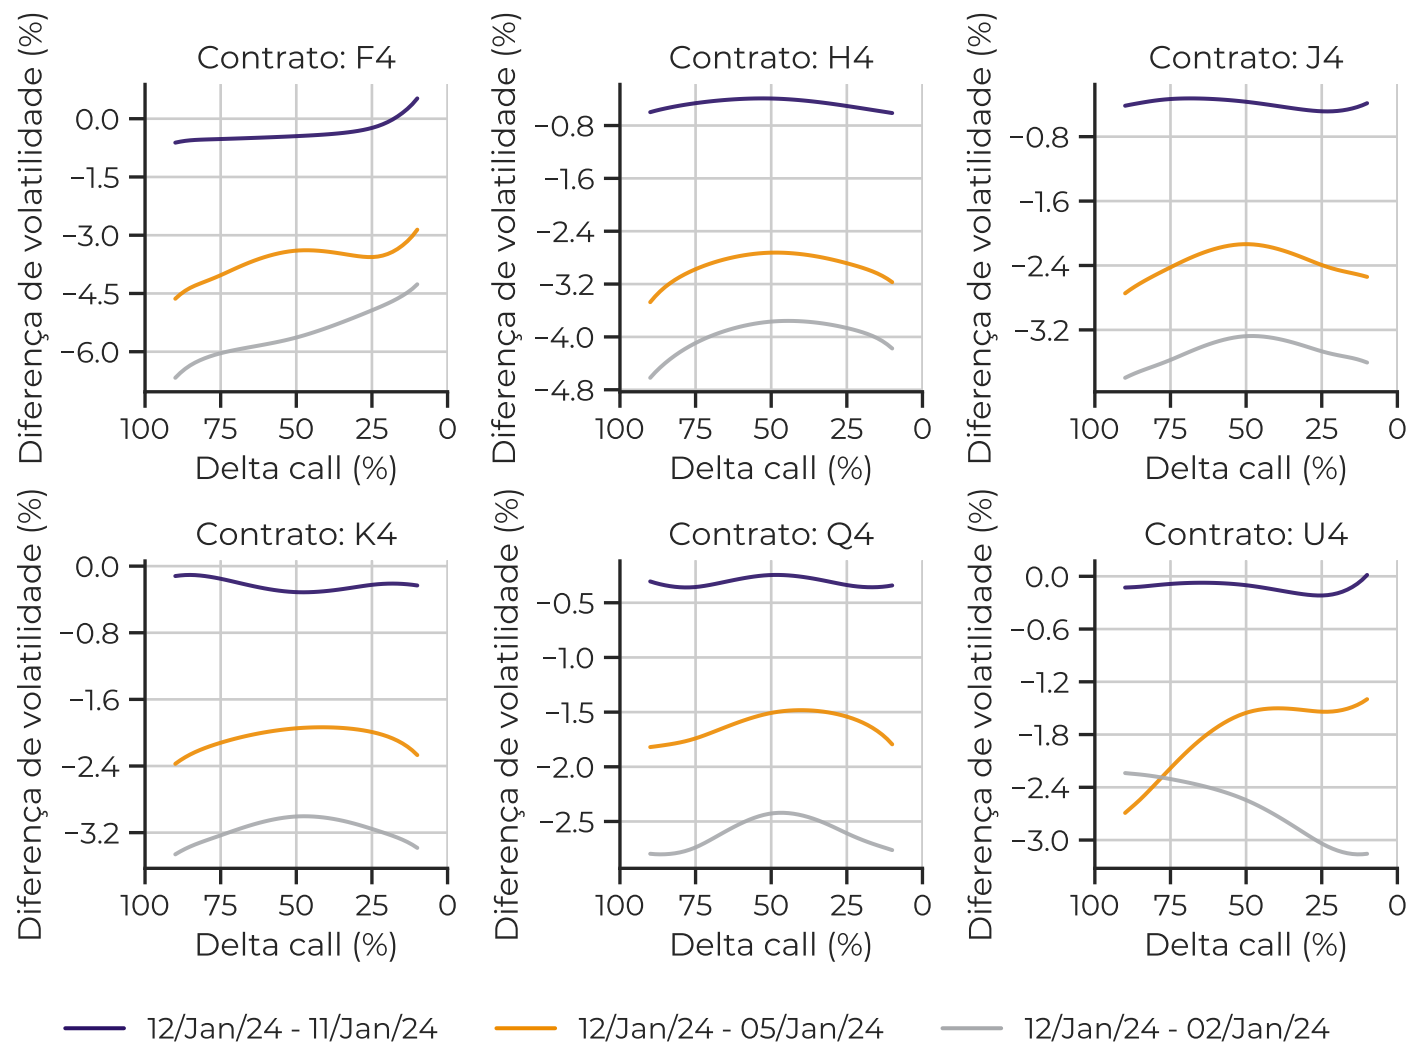 Contrato: F4
Diferença de volatilidade (%)
0.0
−1.5
−3.0
−4.5
−6.0
100 75 50 25 0
Delta call (%)
Contrato: H4
Diferença de volatilidade (%)
−0.8
−1.6
−2.4
−3.2
−4.0
−4.8
100 75 50 25 0
Delta call (%)
Contrato: J4
Diferença de volatilidade (%)
−0.8
−1.6
−2.4
−3.2
100 75 50 25 0
Delta call (%)
Contrato: K4
Diferença de volatilidade (%)
0.0
−0.8
−1.6
−2.4
−3.2
100 75 50 25 0
Delta call (%)
Contrato: Q4
Diferença de volatilidade (%)
−0.5
−1.0
−1.5
−2.0
−2.5
100 75 50 25 0
Delta call (%)
Contrato: U4
Diferença de volatilidade (%)
0.0
−0.6
−1.2
−1.8
−2.4
−3.0
100 75 50 25 0
Delta call (%)
12/Jan/24 - 11/Jan/24
12/Jan/24 - 05/Jan/24
12/Jan/24 - 02/Jan/24